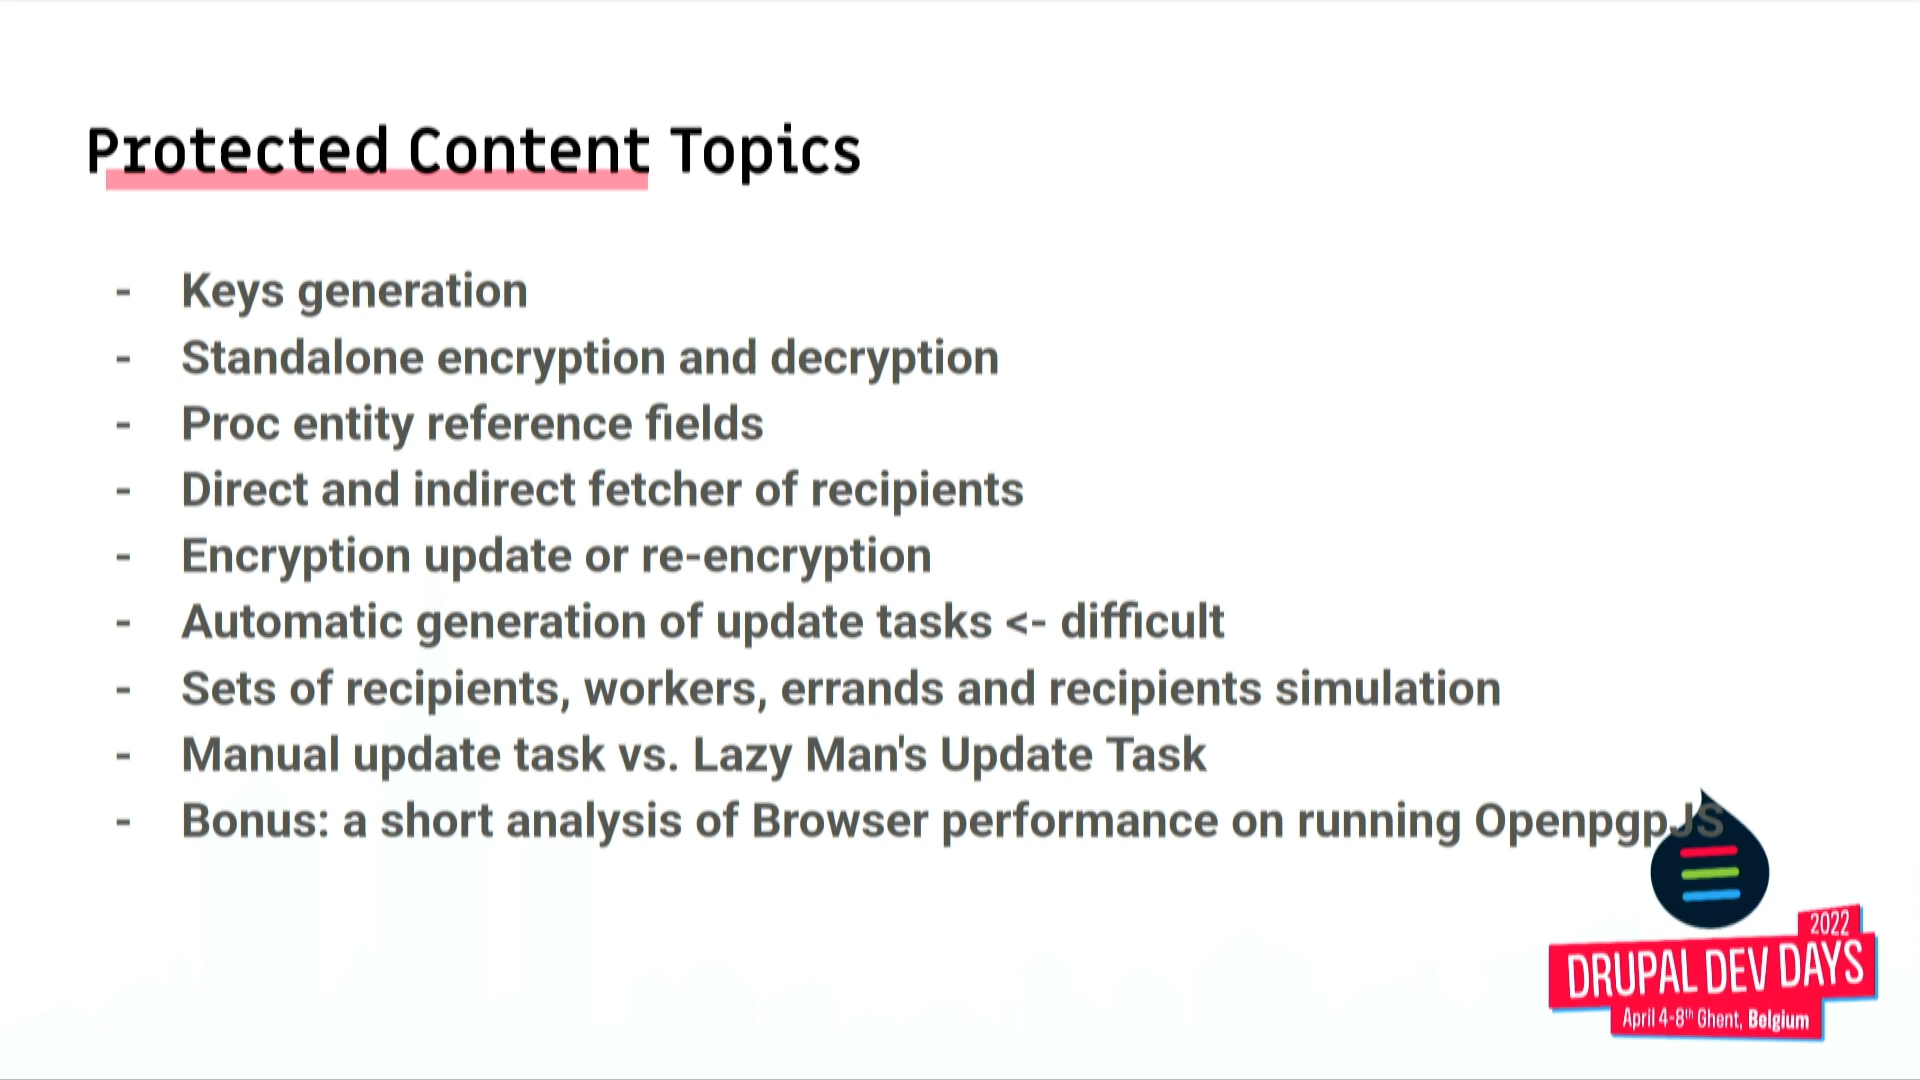 Protected Content Topics
- Keys generation
- Standalone encryption and decryption
- Proc entity reference fields
- Direct and indirect fetcher of recipients
- Encryption update or re-encryption
- Automatic generation of update tasks <- difficult
- Sets of recipients, workers, errands and recipients simulation
- Manual update task vs. Lazy Man's Update Task
- Bonus: a short analysis of Browser performance on running OpenpgpJS
2022
DRUPAL DEV DAYS
April 4-8th Ghent, Belgium